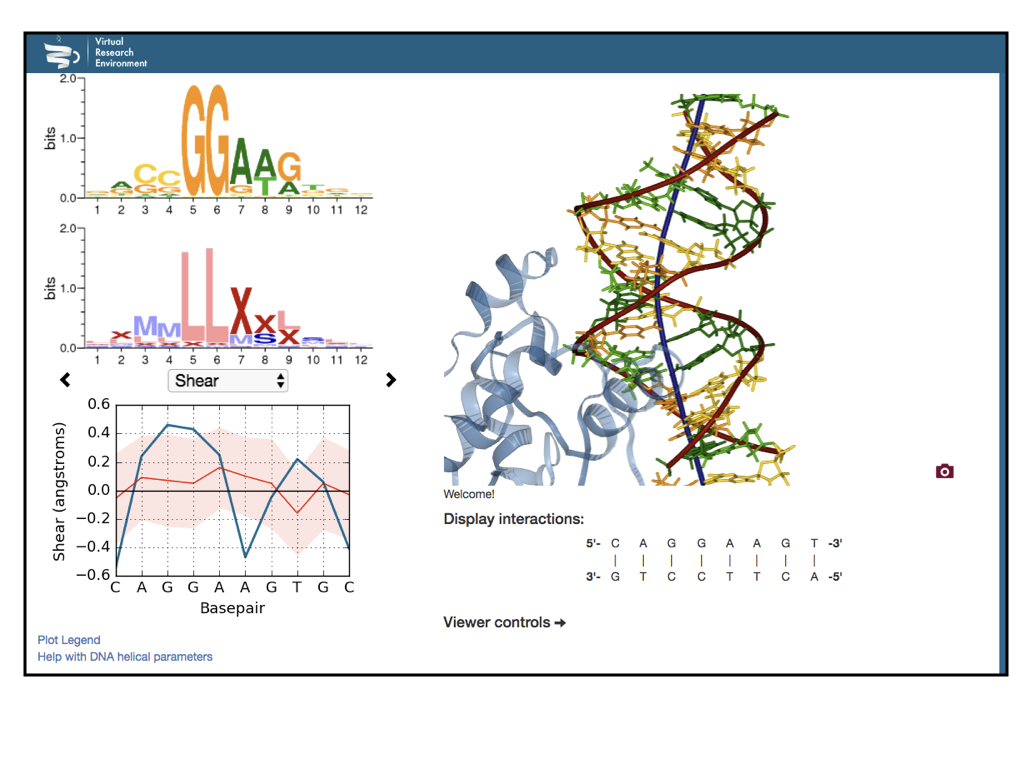 Virtual
Research
Environment
2.0
bits
1.0
0.0
GGAAG
1 2 3 4 5 6 7 8 9 10 11 12
2.0
bits
1.0
0.0
MMLLXXL
1 2 3 4 5 6 7 8 9 10 11 12
Shear
0.6
0.4
0.2
0.0
−0.2
−0.4
−0.6
Shear (angstroms)
C A G G A A G T G C
Basepair
Plot Legend
Help with DNA helical parameters
Welcome!
Display interactions:
5'- C A G G A A G T -3'
3'- G T C C T T C A -5'
Viewer controls